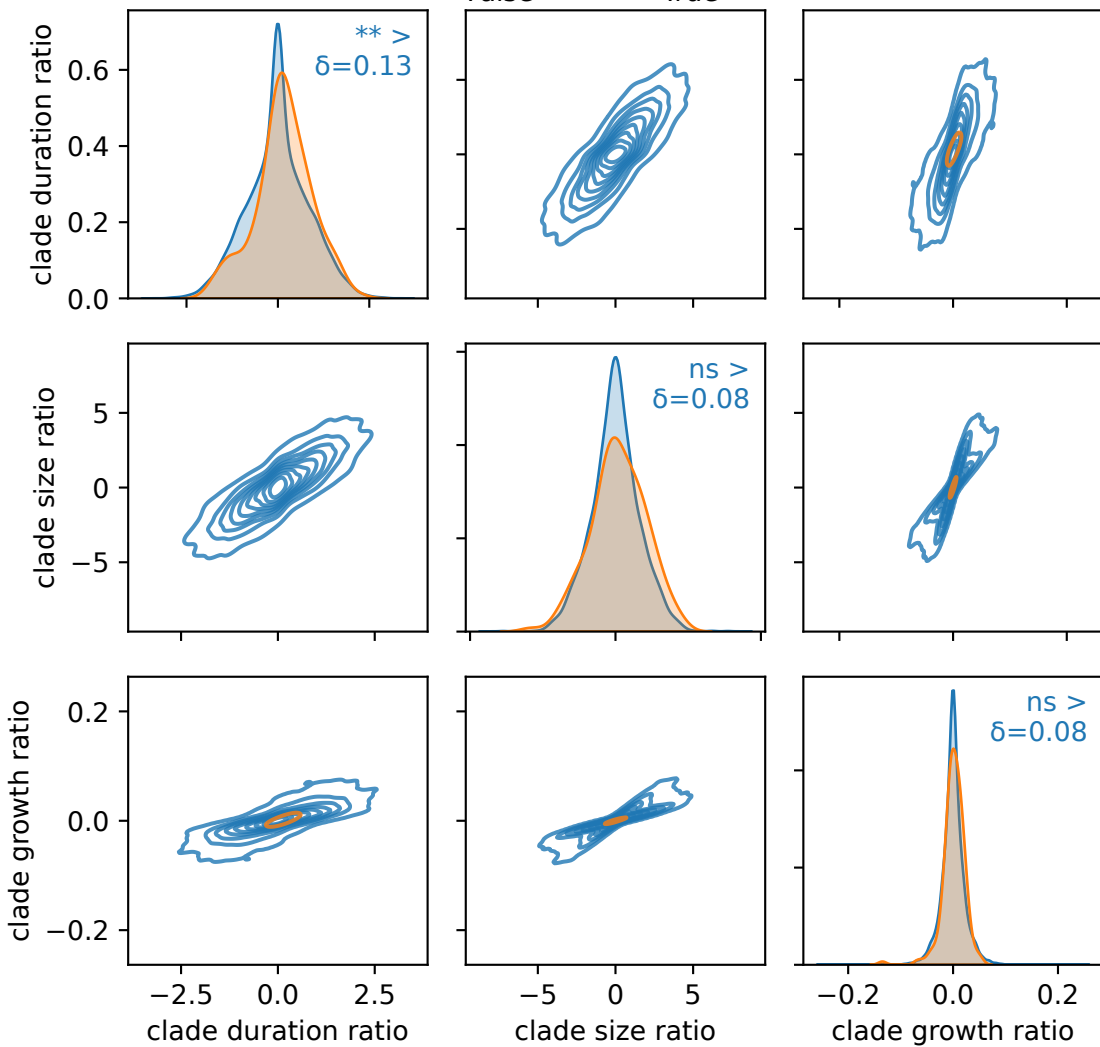 ** >
δ=0.13
clade duration ratio
0.6
0.4
0.2
0.0
ns >
δ=0.08
clade size ratio
5
0
−5
ns >
δ=0.08
clade growth ratio
0.2
0.0
−0.2
−2.5 0.0 2.5
−5 0 5
−0.2 0.0 0.2
clade duration ratio
clade size ratio
clade growth ratio